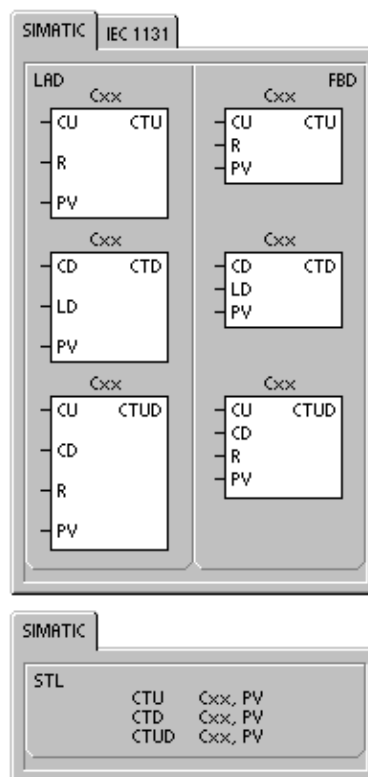 SIMATIC IEC 1131
LAD FBD
Cxx Cxx
CU CTU CU CTU
R R
PV PV
Cxx Cxx
CD CTD CD CTD
LD LD
PV PV
Cxx Cxx
CU CTUD CU CTUD
CD CD
R R
PV PV
SIMATIC
STL
CTU Cxx, PV
CTD Cxx, PV
CTUD Cxx, PV